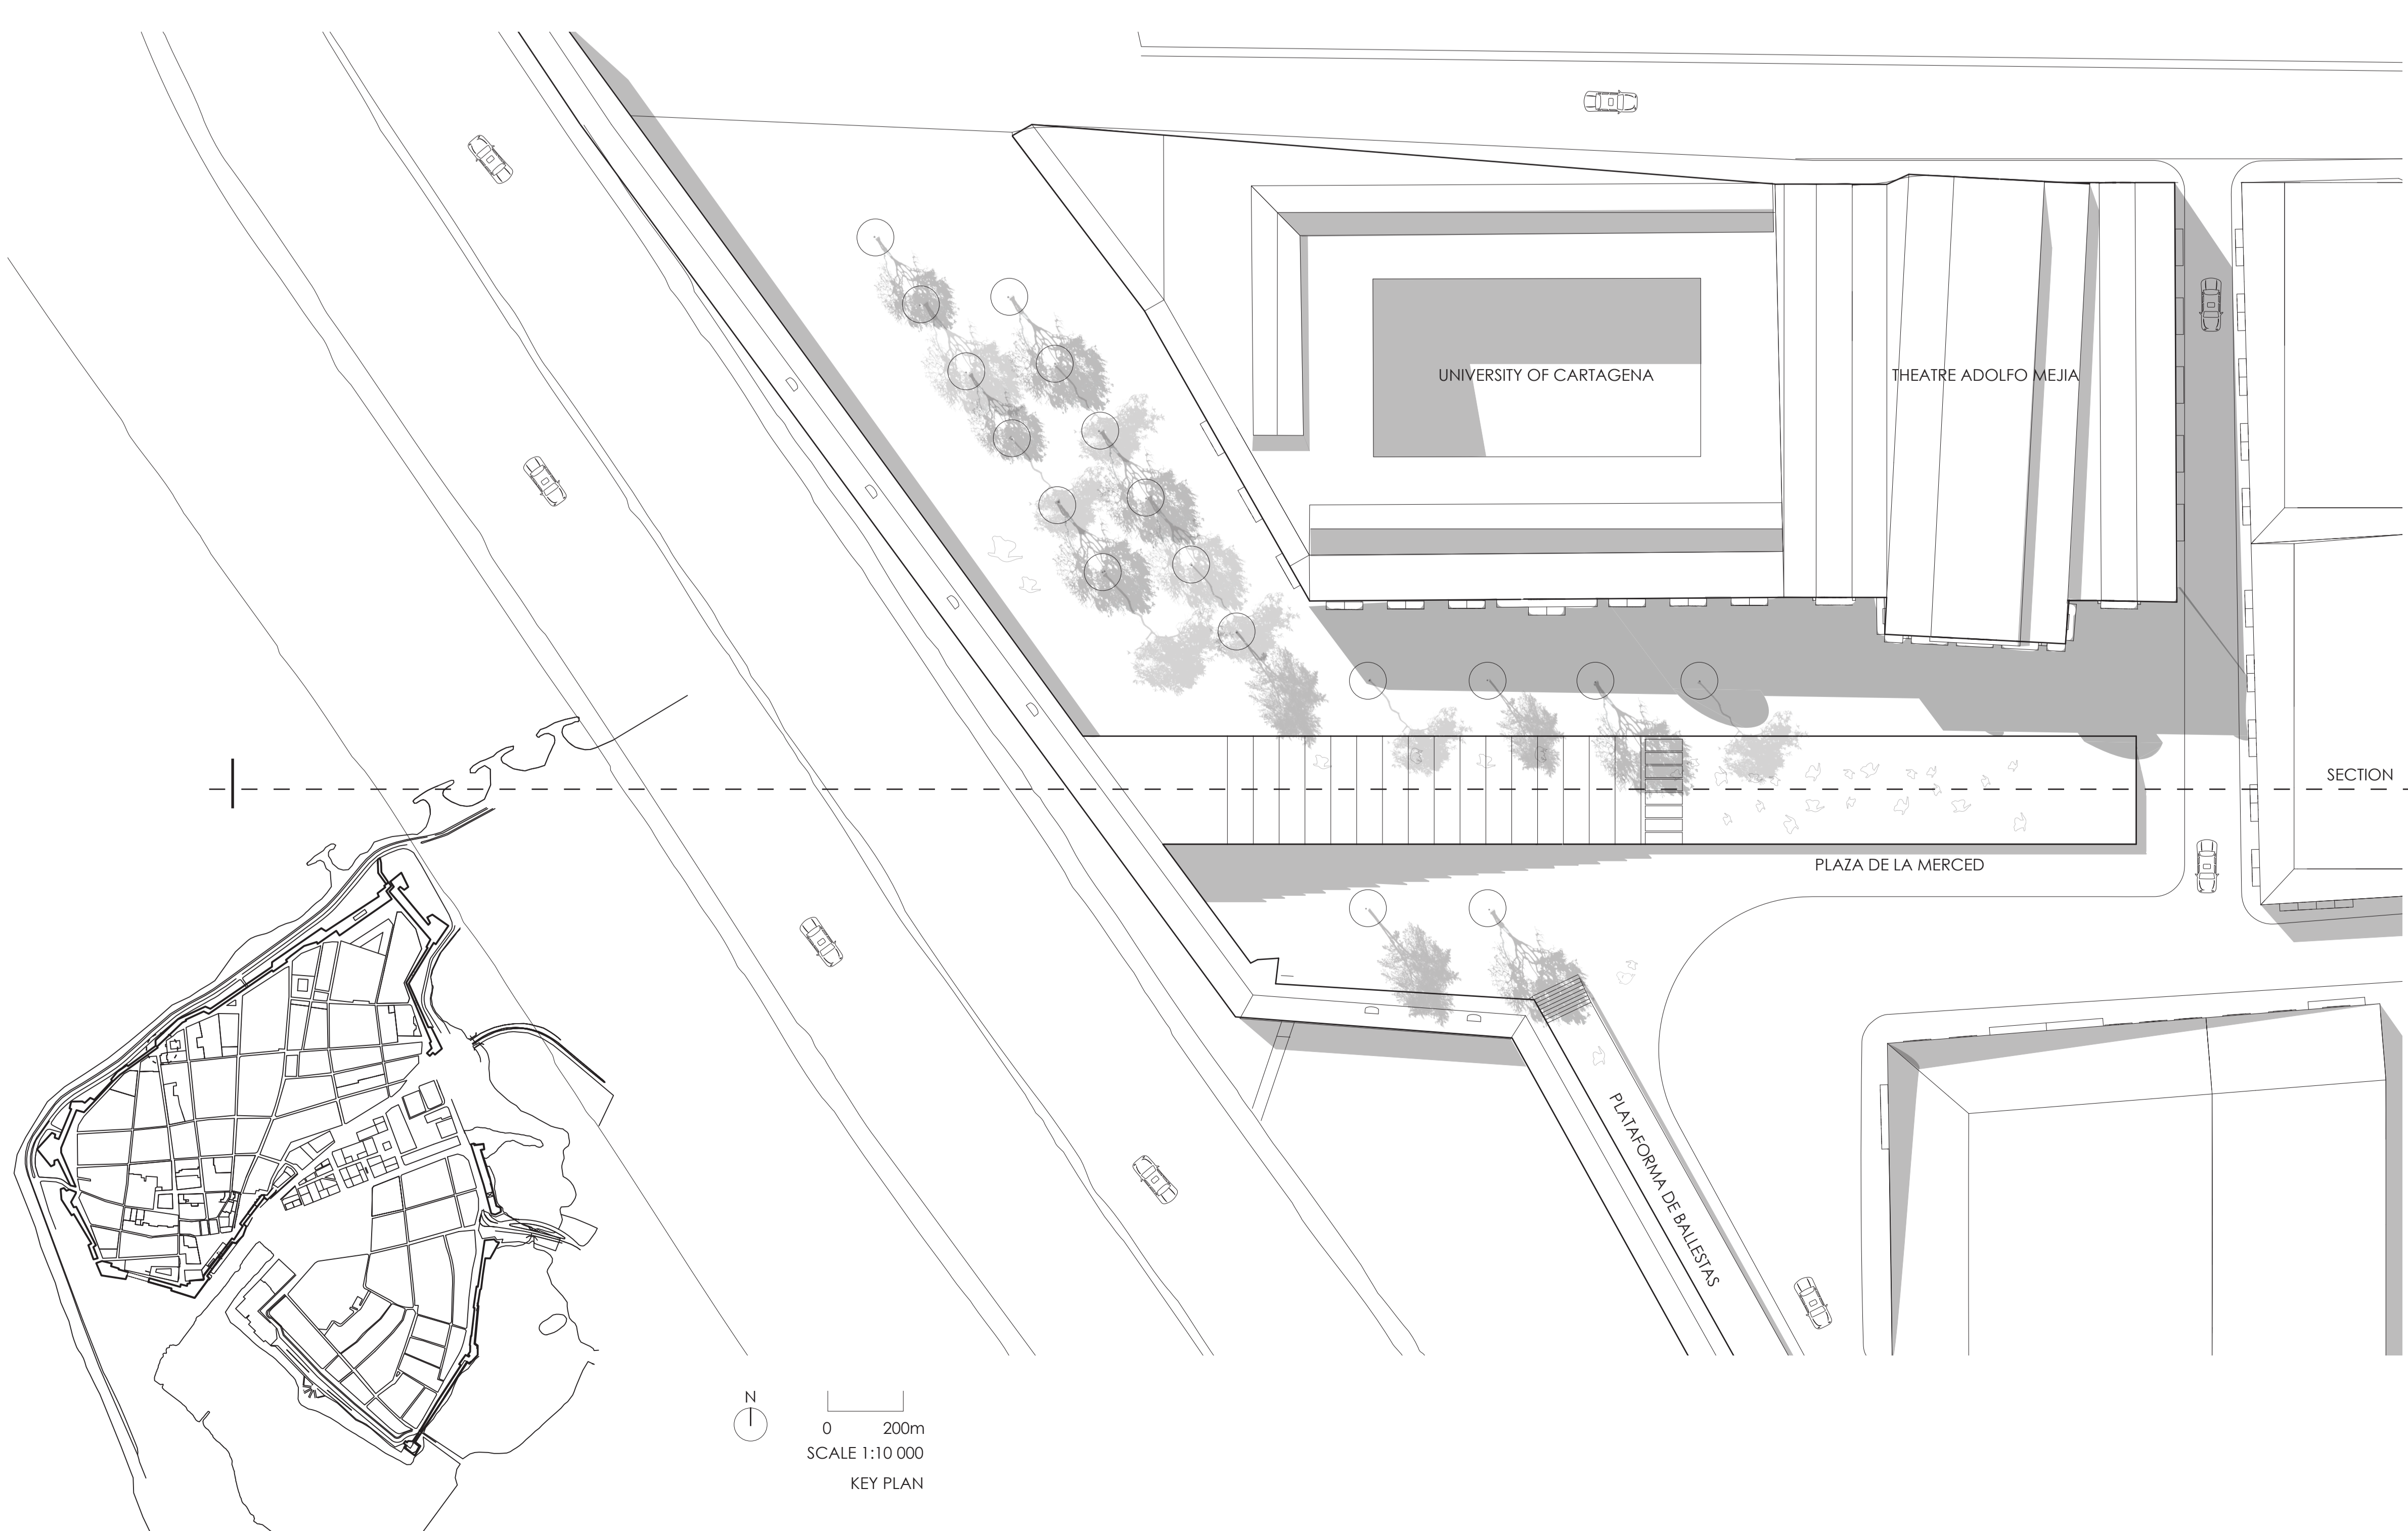 UNIVERSITY OF CARTAGENA
THEATRE ADOLFO MEJIA
SECTION
PLAZA DE LA MERCED
PLATAFORMA DE BALLESTAS
N
0 200m
SCALE 1:10 000
KEY PLAN